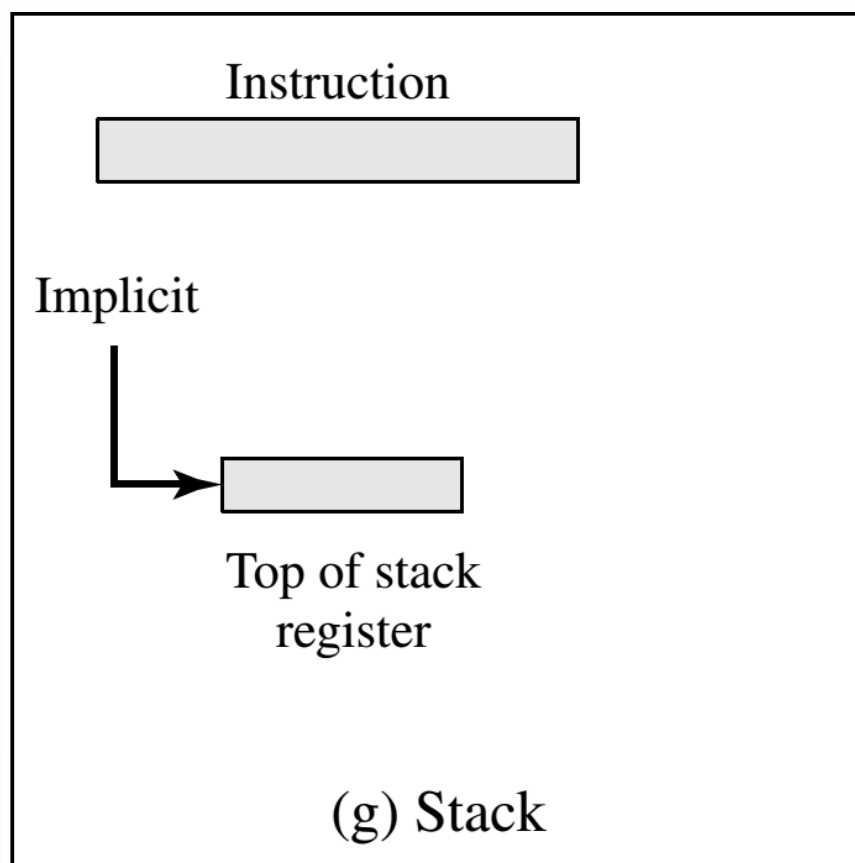 Instruction
Implicit
Top of stack
register
(g) Stack